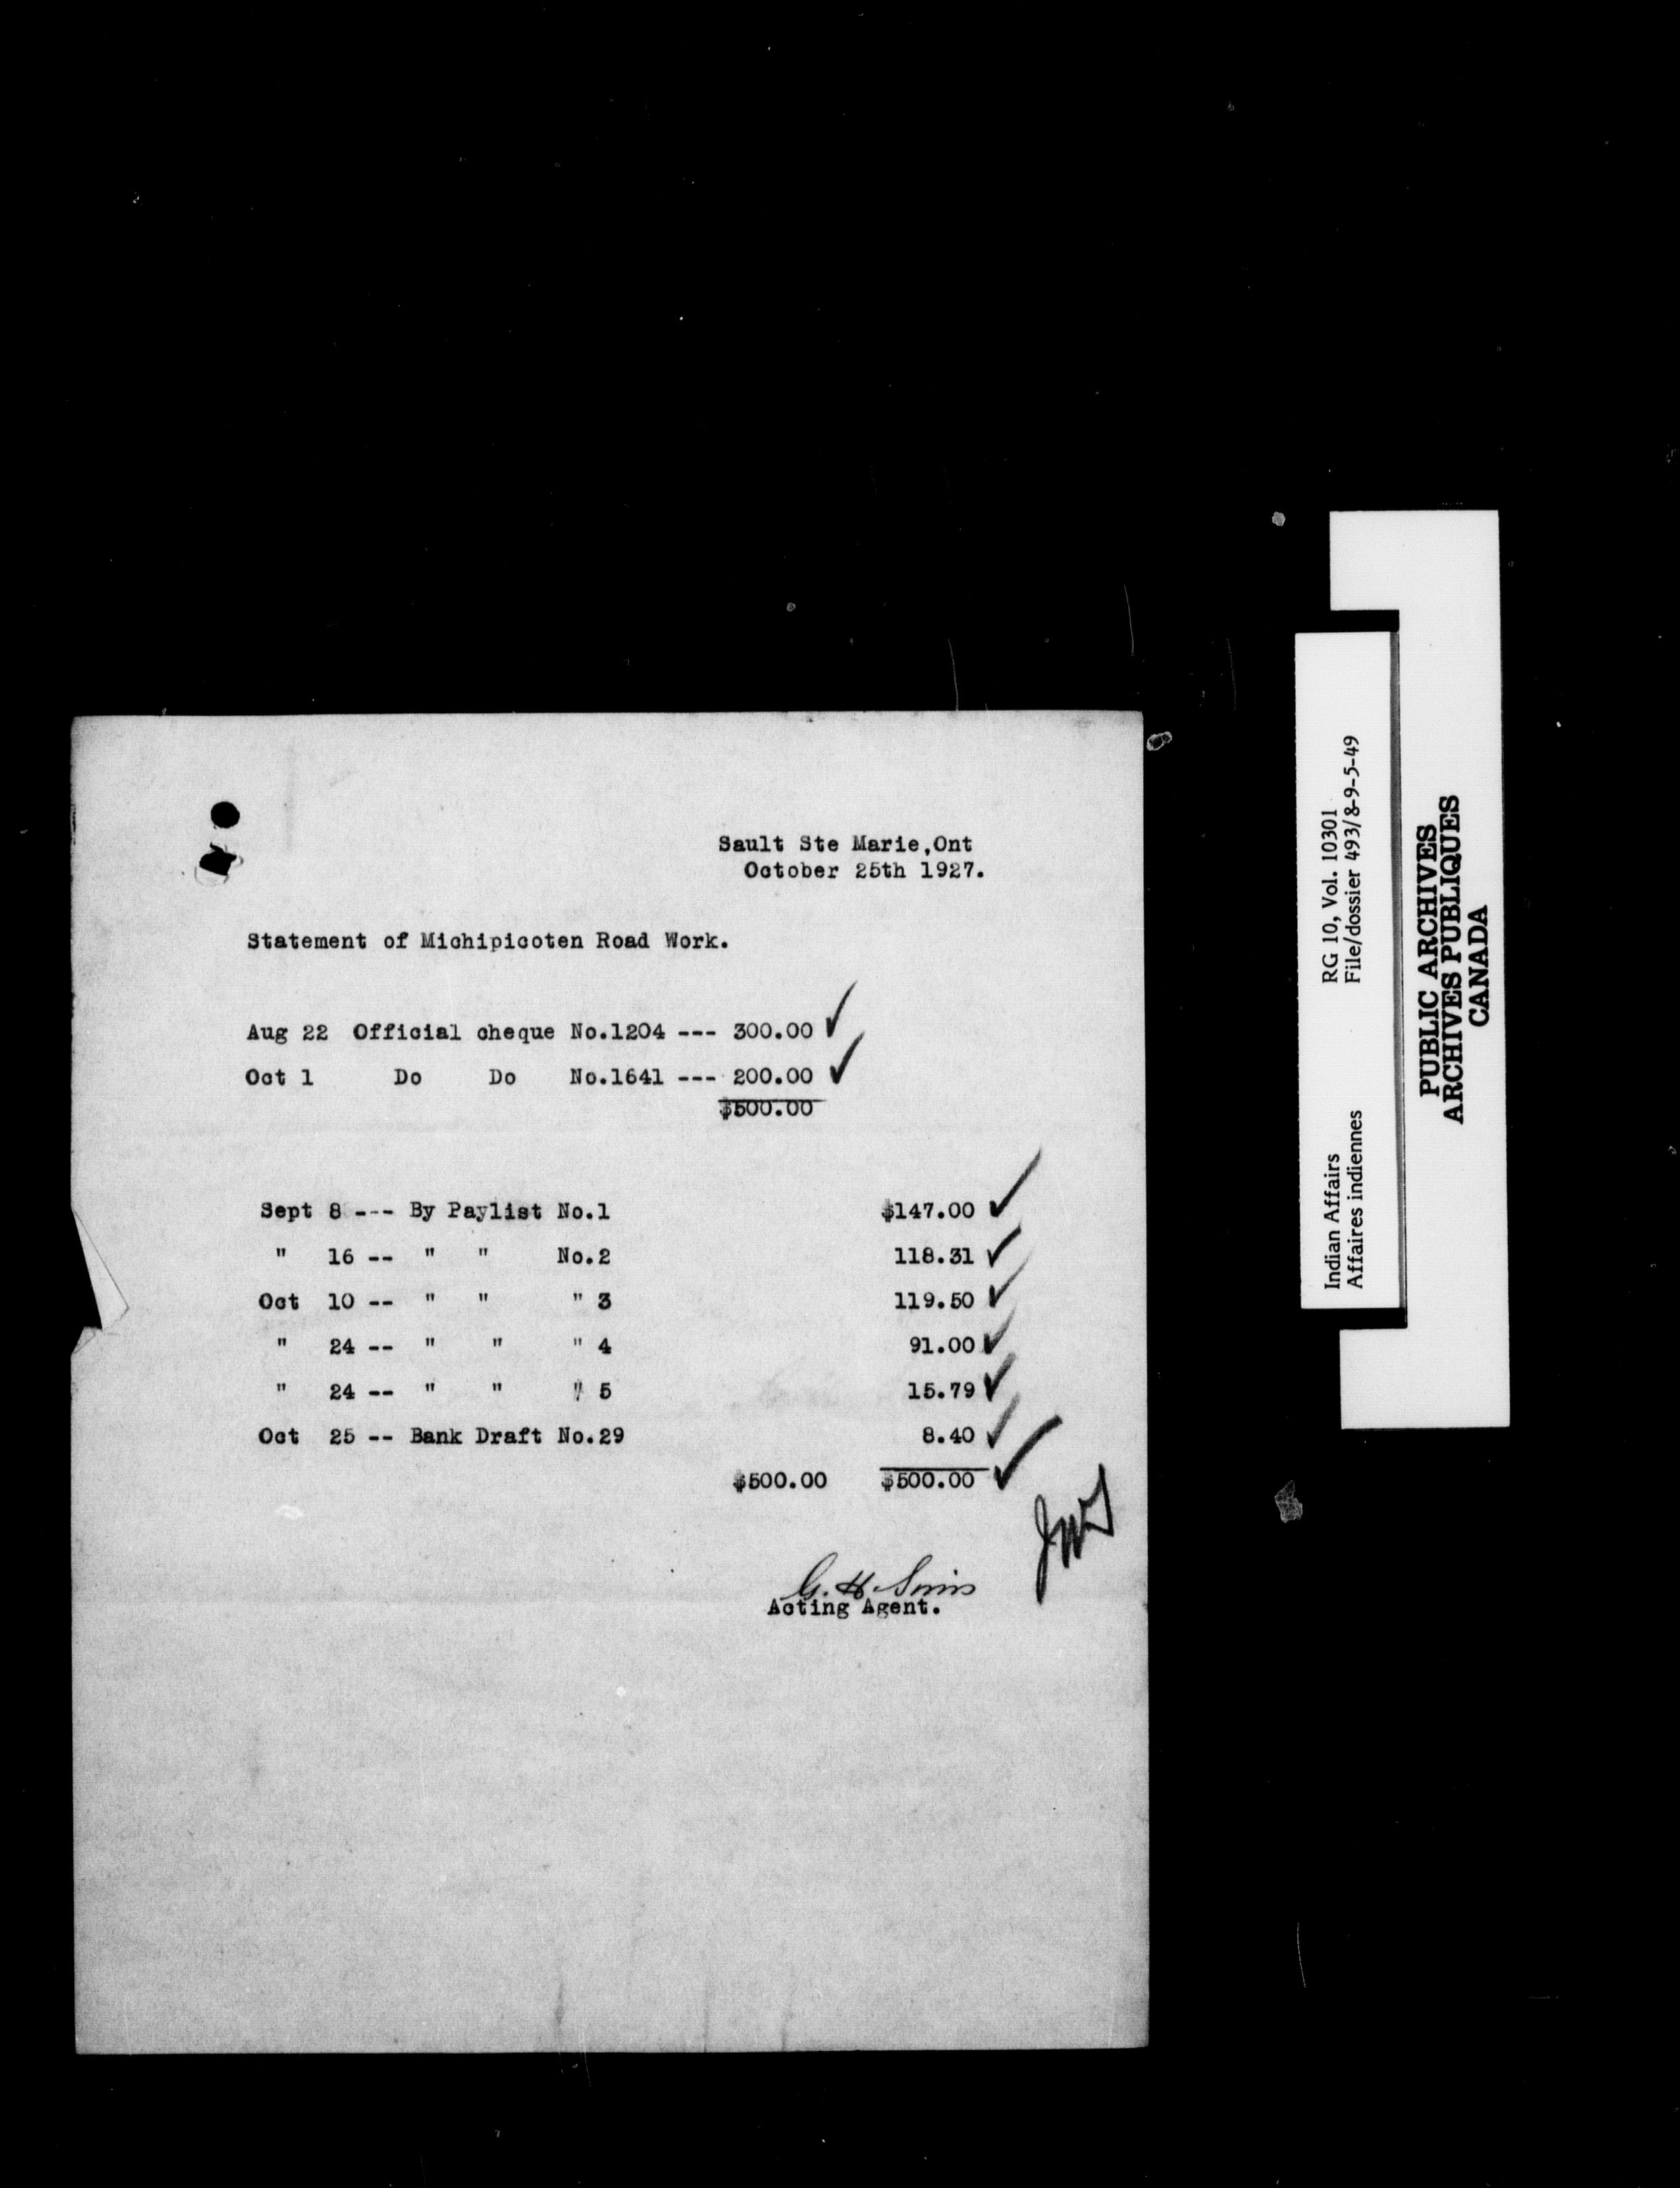 Sault Ste Marie,Ont
October 25th 1927.
Statement of Michipicoten Road Work.
Aug 22 Official cheque No.1204 --- 300.00 ✓
Oct 1 Do Do No.1641 --- 200.00 ✓
$500.00
Sept 8 --- By Paylist No.1 $147.00 ✓
" 16 -- " " No.2 118.31 ✓
Oct 10 -- " " " 3 119.50 ✓
" 24 -- " " " 4 91.00 ✓
" 24 -- " " " 5 15.79 ✓
Oct 25 -- Bank Draft No.29 8.40 ✓
$500.00 $500.00 ✓
G. H. Sims
Acting Agent.
Indian Affairs RG 10, Vol. 10301
Affaires indiennes File/dossier 493/8-9-5-49
PUBLIC ARCHIVES
ARCHIVES PUBLIQUES
CANADA